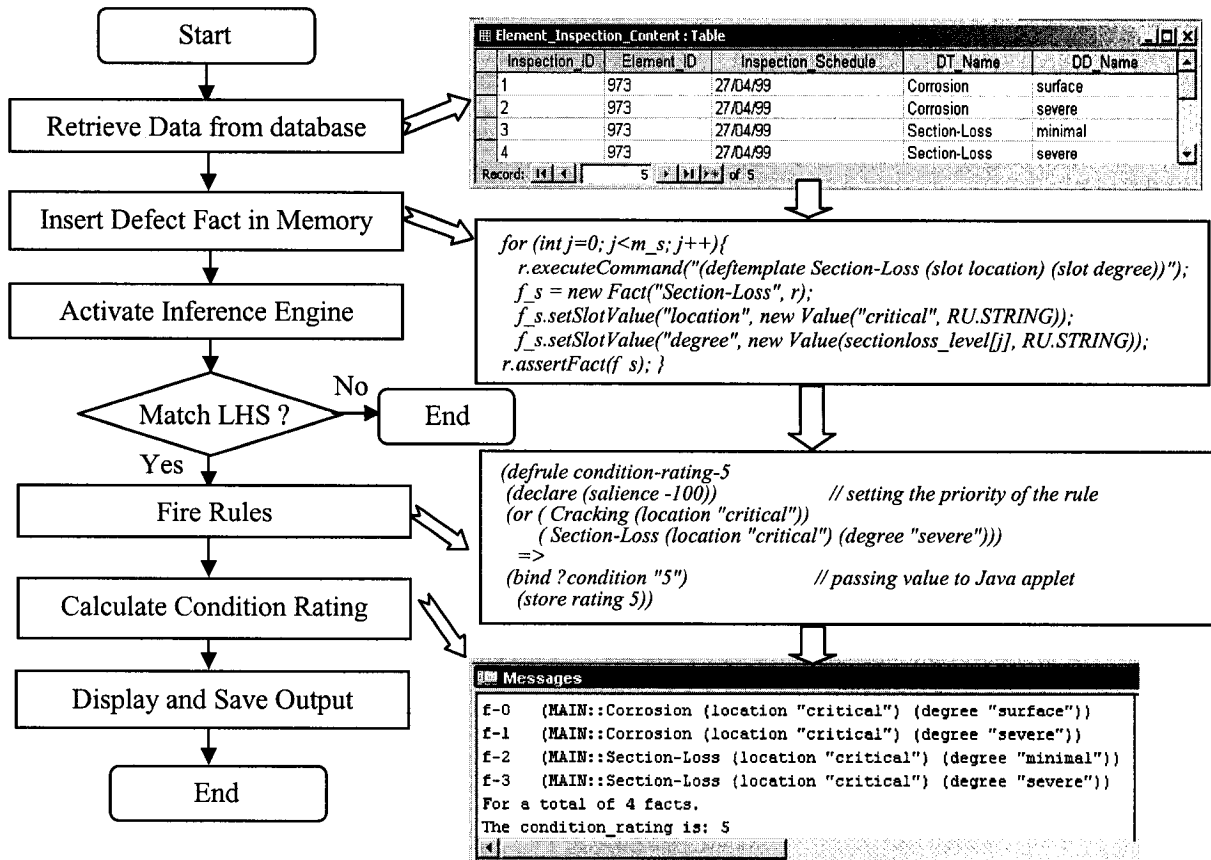 Start
Retrieve Data from database
Insert Defect Fact in Memory
Activate Inference Engine
Match LHS ?
No
End
Yes
Fire Rules
Calculate Condition Rating
Display and Save Output
End
Element_Inspection_Content : Table
Inspection_ID Element_ID Inspection_Schedule DT_Name DD_Name
1 973 27/04/99 Corrosion surface
2 973 27/04/99 Corrosion severe
3 973 27/04/99 Section-Loss minimal
4 973 27/04/99 Section-Loss severe
Record: 5 of 5
for (int j=0; j<m_s; j++){
r.executeCommand("(deftemplate Section-Loss (slot location) (slot degree))");
f_s = new Fact("Section-Loss", r);
f_s.setSlotValue("location", new Value("critical", RU.STRING));
f_s.setSlotValue("degree", new Value(sectionloss_level[j], RU.STRING));
r.assertFact(f_s); }
(defrule condition-rating-5
(declare (salience -100)) // setting the priority of the rule
(or ( Cracking (location "critical"))
( Section-Loss (location "critical") (degree "severe")))
=>
(bind ?condition "5") // passing value to Java applet
(store rating 5))
Messages
f-0 (MAIN::Corrosion (location "critical") (degree "surface"))
f-1 (MAIN::Corrosion (location "critical") (degree "severe"))
f-2 (MAIN::Section-Loss (location "critical") (degree "minimal"))
f-3 (MAIN::Section-Loss (location "critical") (degree "severe"))
For a total of 4 facts.
The condition_rating is: 5